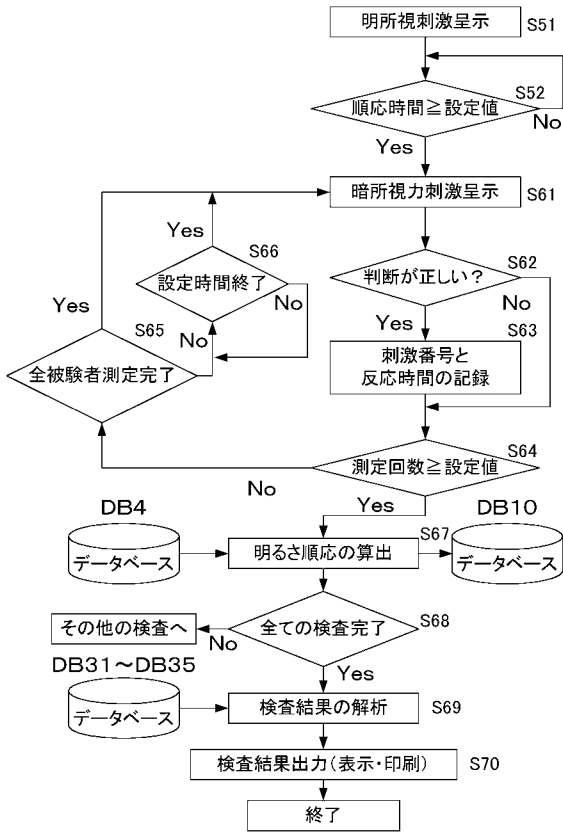 明所視刺激呈示
S51
S52
順応時間≧設定値
No
Yes
暗所視力刺激呈示
S61
Yes
S66
設定時間終了
No
S62
判断が正しい?
No
Yes
S63
刺激番号と
反応時間の記録
Yes
S65
No
全被験者測定完了
S64
測定回数≧設定値
No
Yes
DB4
データベース
S67
明るさ順応の算出
DB10
データベース
S68
全ての検査完了
その他の検査へ
No
Yes
DB31~DB35
データベース
検査結果の解析
S69
検査結果出力(表示・印刷)
S70
終了